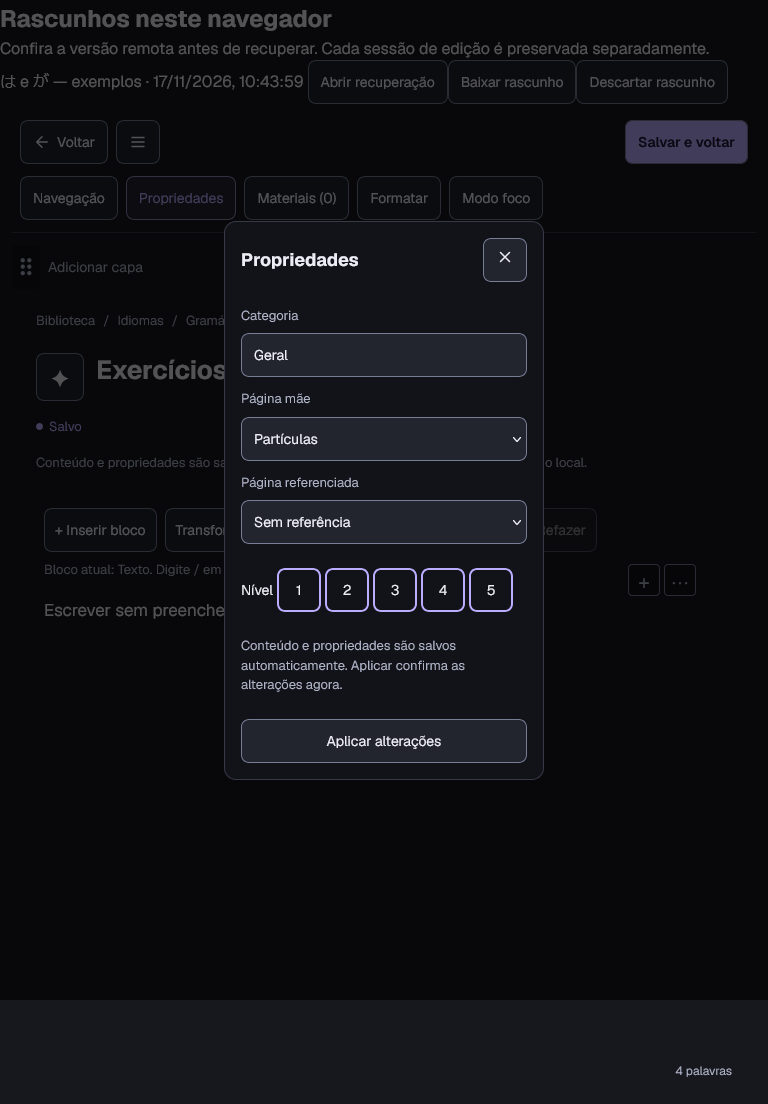 Rascunhos neste navegador
Confira a versão remota antes de recuperar. Cada sessão de edição é preservada separadamente.
は e が — exemplos · 17/11/2026, 10:43:59 Abrir recuperação Baixar rascunho Descartar rascunho
Voltar Salvar e voltar
Navegação Propriedades Materiais (0) Formatar Modo foco
Adicionar capa
Biblioteca / Idiomas / Gramá
Exercícios
Salvo
Conteúdo e propriedades são sa
o local.
+ Inserir bloco Transfor
efazer
Bloco atual: Texto. Digite / em
+ ...
Escrever sem preenche
Propriedades
Categoria
Geral
Página mãe
Partículas
Página referenciada
Sem referência
Nível 1 2 3 4 5
Conteúdo e propriedades são salvos
automaticamente. Aplicar confirma as
alterações agora.
Aplicar alterações
4 palavras